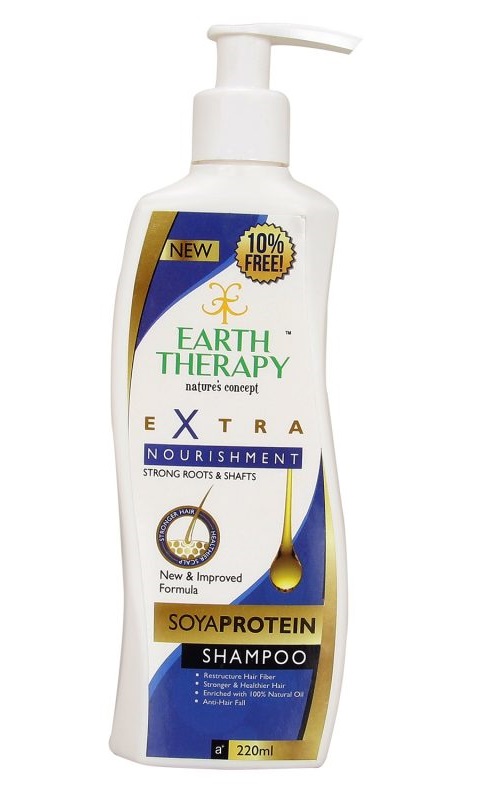 NEW
10%
FREE!
EARTH
THERAPY™
nature's concept
EXTRA
NOURISHMENT
STRONG ROOTS & SHAFTS
STRONGER HAIR
HEALTHIER SCALP
New & Improved
Formula
SOYAPROTEIN
SHAMPOO
• Restructure Hair Fiber
• Stronger & Healthier Hair
• Enriched with 100% Natural Oil
• Anti-Hair Fall
220ml